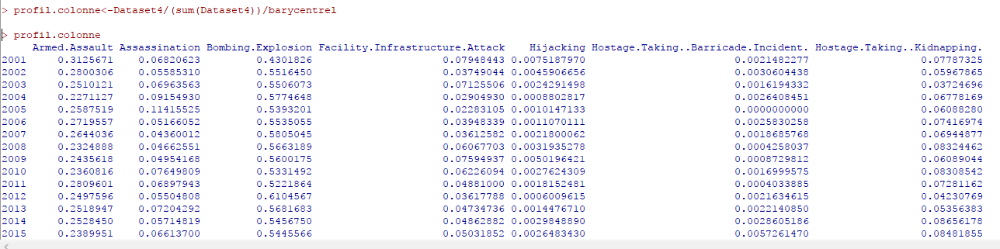 > profil.colonne<-Dataset4/(sum(Dataset4))/barycentrel
> profil.colonne
Armed.Assault Assassination Bombing.Explosion Facility.Infrastructure.Attack Hijacking Hostage.Taking..Barricade.Incident. Hostage.Taking..Kidnapping.
2001 0.3125671 0.06820623 0.4301826 0.07948443 0.0075187970 0.0021482277 0.07787325
2002 0.2800306 0.05585310 0.5516450 0.03749044 0.0045906656 0.0030604438 0.05967865
2003 0.2510121 0.06963563 0.5506073 0.07125506 0.0024291498 0.0016194332 0.03724696
2004 0.2271127 0.09154930 0.5774648 0.02904930 0.0008802817 0.0026408451 0.06778169
2005 0.2587519 0.11415525 0.5393201 0.02283105 0.0010147133 0.0000000000 0.06088280
2006 0.2719557 0.05166052 0.5535055 0.03948339 0.0011070111 0.0025830258 0.07416974
2007 0.2644036 0.04360012 0.5805045 0.03612582 0.0021800062 0.0018685768 0.06944877
2008 0.2324888 0.04662551 0.5663189 0.06067703 0.0031935278 0.0004258037 0.08324462
2009 0.2435618 0.04954168 0.5600175 0.07594937 0.0050196421 0.0008729812 0.06089044
2010 0.2360816 0.07649809 0.5331492 0.06226094 0.0027624309 0.0016999575 0.08308542
2011 0.2809601 0.06897943 0.5221864 0.04881000 0.0018152481 0.0004033885 0.07281162
2012 0.2497596 0.05504808 0.6104567 0.03617788 0.0006009615 0.0021634615 0.04230769
2013 0.2518947 0.07204292 0.5681683 0.04734736 0.0014476710 0.0022140850 0.05356383
2014 0.2528450 0.05714819 0.5456750 0.04862882 0.0029848890 0.0028605186 0.08656178
2015 0.2389951 0.06613700 0.5445566 0.05031852 0.0026483430 0.0057261470 0.08481855